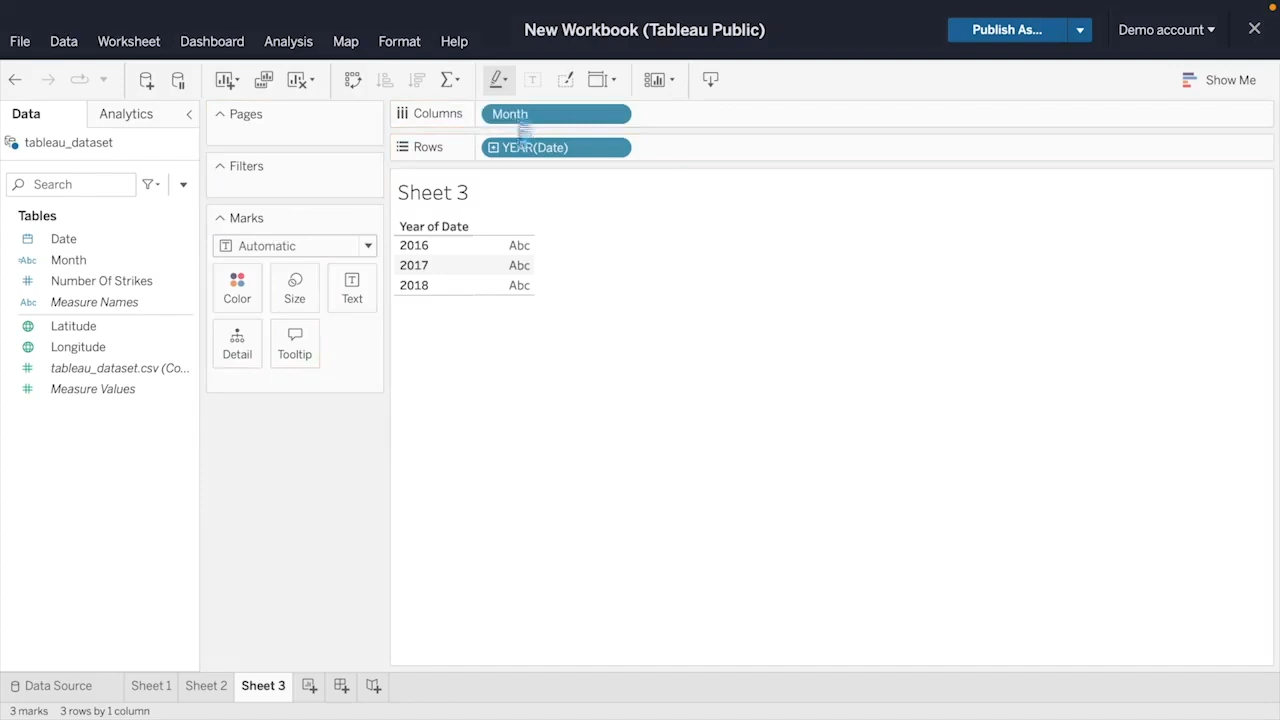 New Workbook (Tableau Public)
Publish As...
Demo account
File Data Worksheet Dashboard Analysis Map Format Help
Show Me
Data Analytics
tableau_dataset
Search
Tables
Date
Abc Month
Number Of Strikes
Abc Measure Names
Latitude
Longitude
tableau_dataset.csv (Co...
Measure Values
Pages
Filters
Marks
Automatic
Color Size Text
Detail Tooltip
Columns Month
Rows YEAR(Date)
Sheet 3
Year of Date
2016 Abc
2017 Abc
2018 Abc
Data Source Sheet 1 Sheet 2 Sheet 3
3 marks 3 rows by 1 column